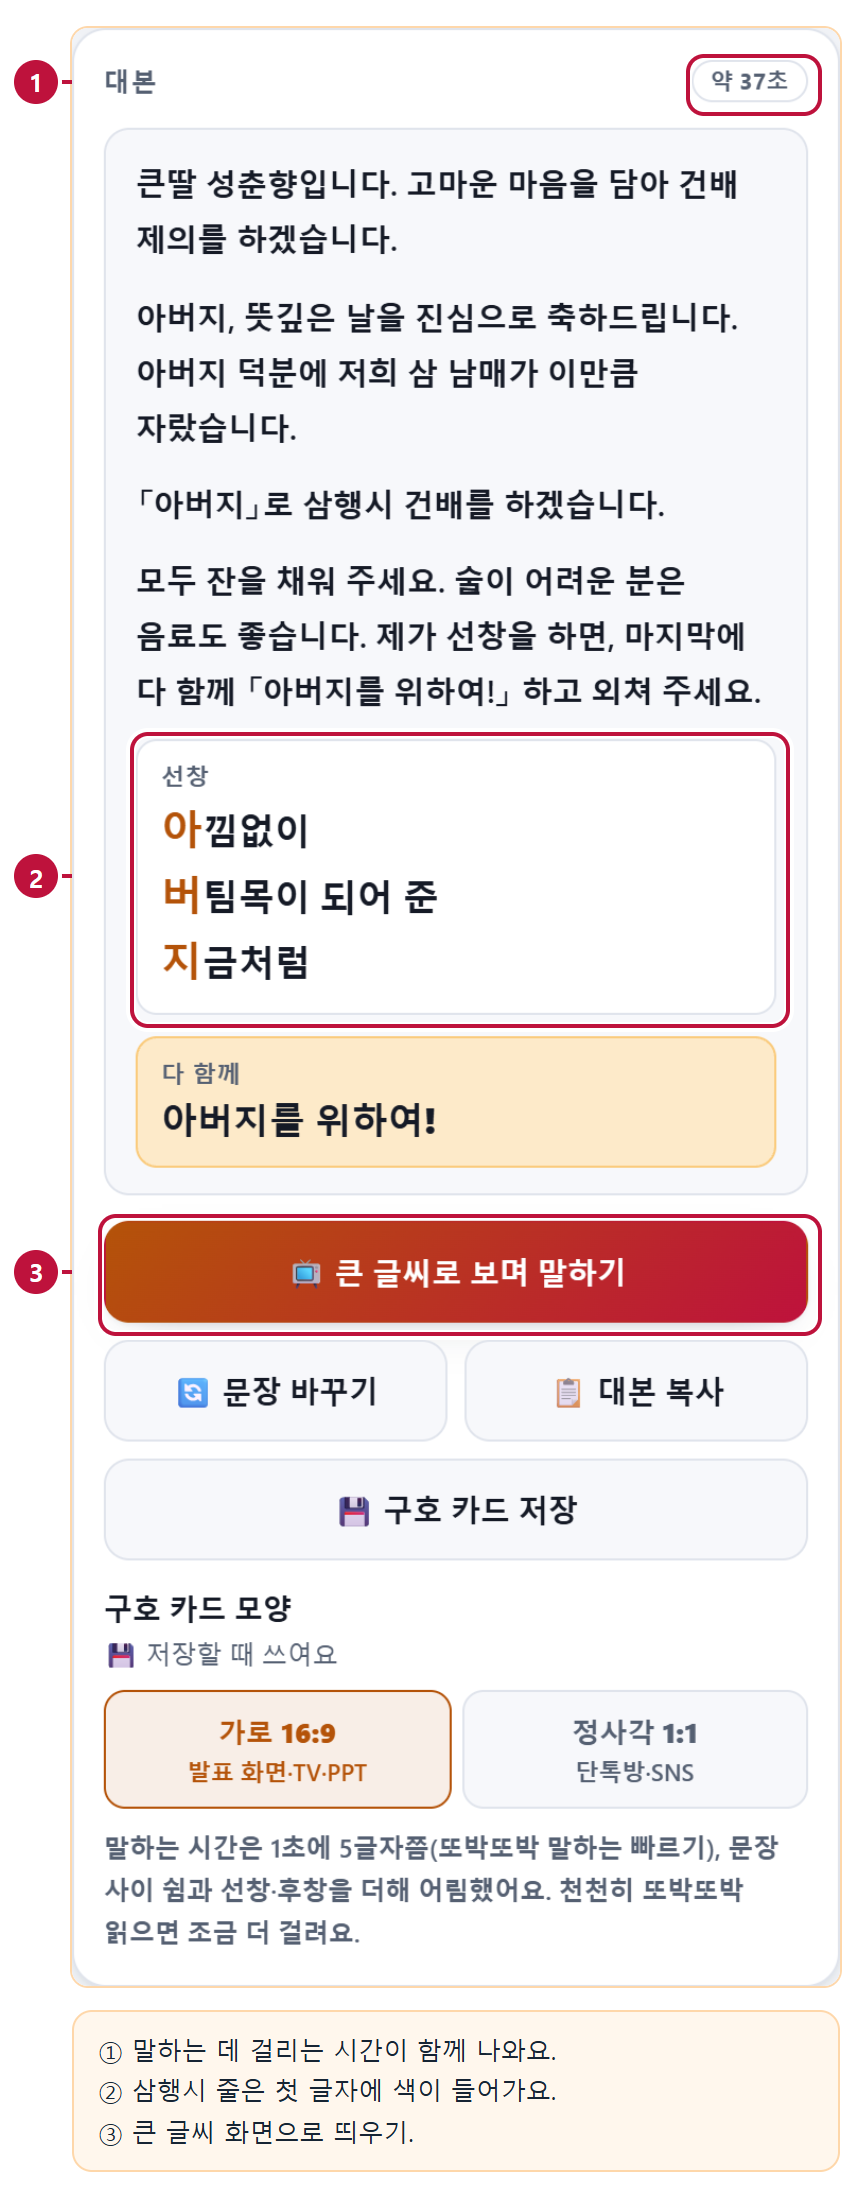 1
대본
약 37초
큰딸 성춘향입니다. 고마운 마음을 담아 건배
제의를 하겠습니다.
아버지, 뜻깊은 날을 진심으로 축하드립니다.
아버지 덕분에 저희 삼 남매가 이만큼
자랐습니다.
「아버지」로 삼행시 건배를 하겠습니다.
모두 잔을 채워 주세요. 술이 어려운 분은
음료도 좋습니다. 제가 선창을 하면, 마지막에
다 함께 「아버지를 위하여!」 하고 외쳐 주세요.
2
선창
아낌없이
버팀목이 되어 준
지금처럼
다 함께
아버지를 위하여!
3
📺 큰 글씨로 보며 말하기
🔄 문장 바꾸기
📋 대본 복사
💾 구호 카드 저장
구호 카드 모양
💾 저장할 때 쓰여요
가로 16:9
발표 화면·TV·PPT
정사각 1:1
단톡방·SNS
말하는 시간은 1초에 5글자쯤(또박또박 말하는 빠르기), 문장
사이 쉼과 선창·후창을 더해 어림했어요. 천천히 또박또박
읽으면 조금 더 걸려요.
① 말하는 데 걸리는 시간이 함께 나와요.
② 삼행시 줄은 첫 글자에 색이 들어가요.
③ 큰 글씨 화면으로 띄우기.